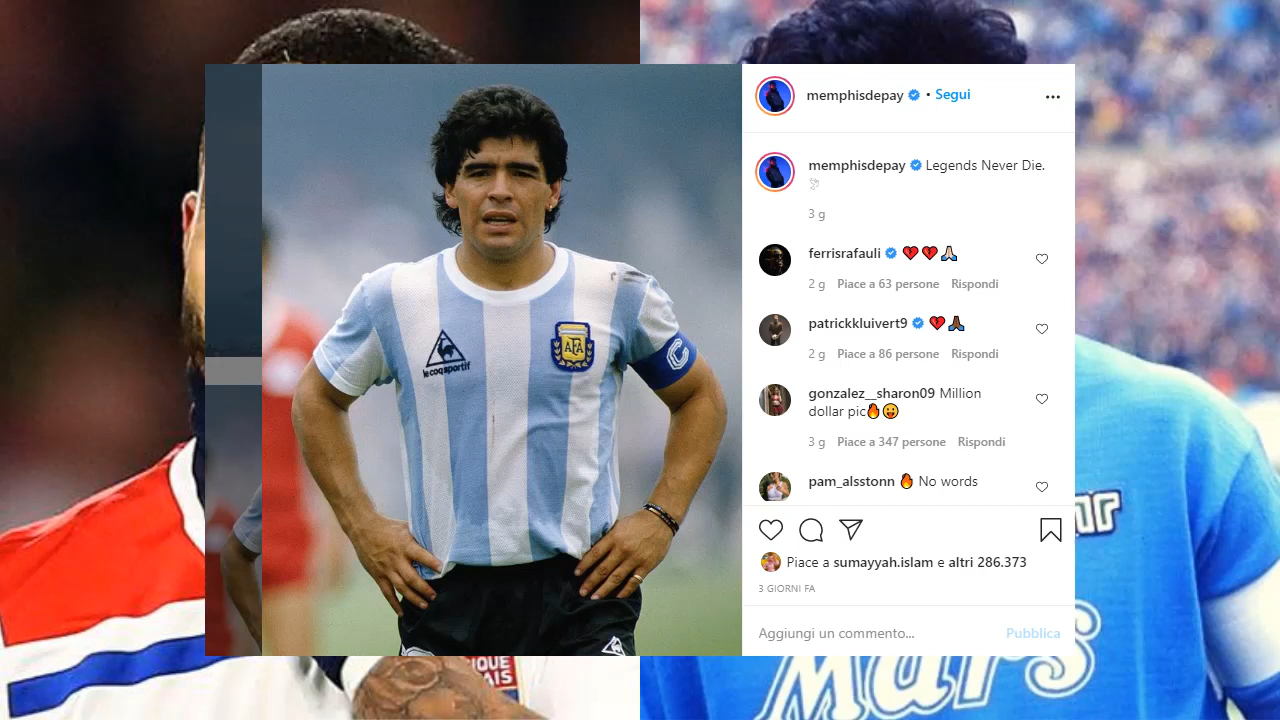 memphisdepay • Segui
memphisdepay Legends Never Die.
3 g
ferrisrafauli 💔💔🙏🏼
2 g Piace a 63 persone Rispondi
patrickkluivert9 💔🙏🏾
2 g Piace a 86 persone Rispondi
gonzalez__sharon09 Million
dollar pic🔥😛
3 g Piace a 347 persone Rispondi
pam_alsstonn 🔥 No words
Piace a sumayyah.islam e altri 286.373
3 GIORNI FA
Aggiungi un commento... Pubblica
le coq sportif
AFA
C
Mars